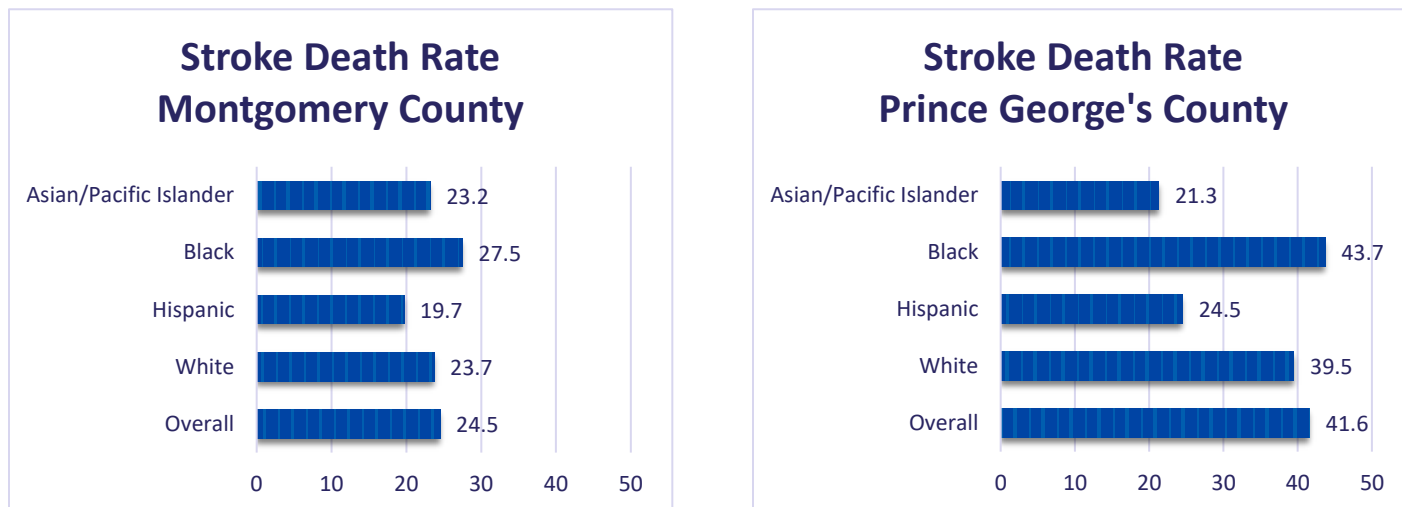 Stroke Death Rate
Montgomery County
Asian/Pacific Islander 23.2
Black 27.5
Hispanic 19.7
White 23.7
Overall 24.5
0 10 20 30 40 50
Stroke Death Rate
Prince George's County
Asian/Pacific Islander 21.3
Black 43.7
Hispanic 24.5
White 39.5
Overall 41.6
0 10 20 30 40 50